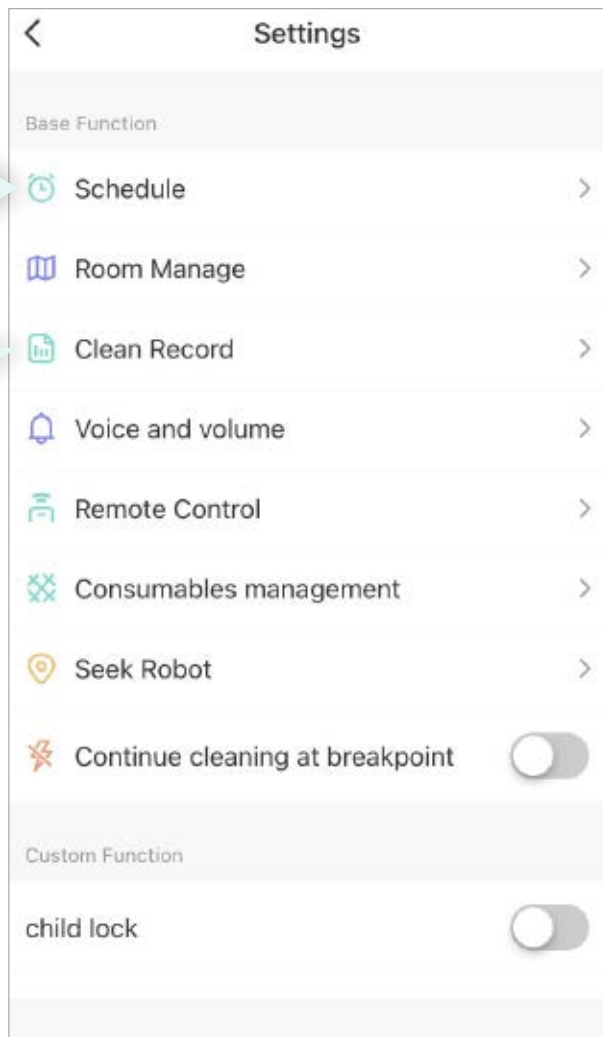 Settings
Base Function
Schedule
Room Manage
Clean Record
Voice and volume
Remote Control
Consumables management
Seek Robot
Continue cleaning at breakpoint
Custom Function
child lock